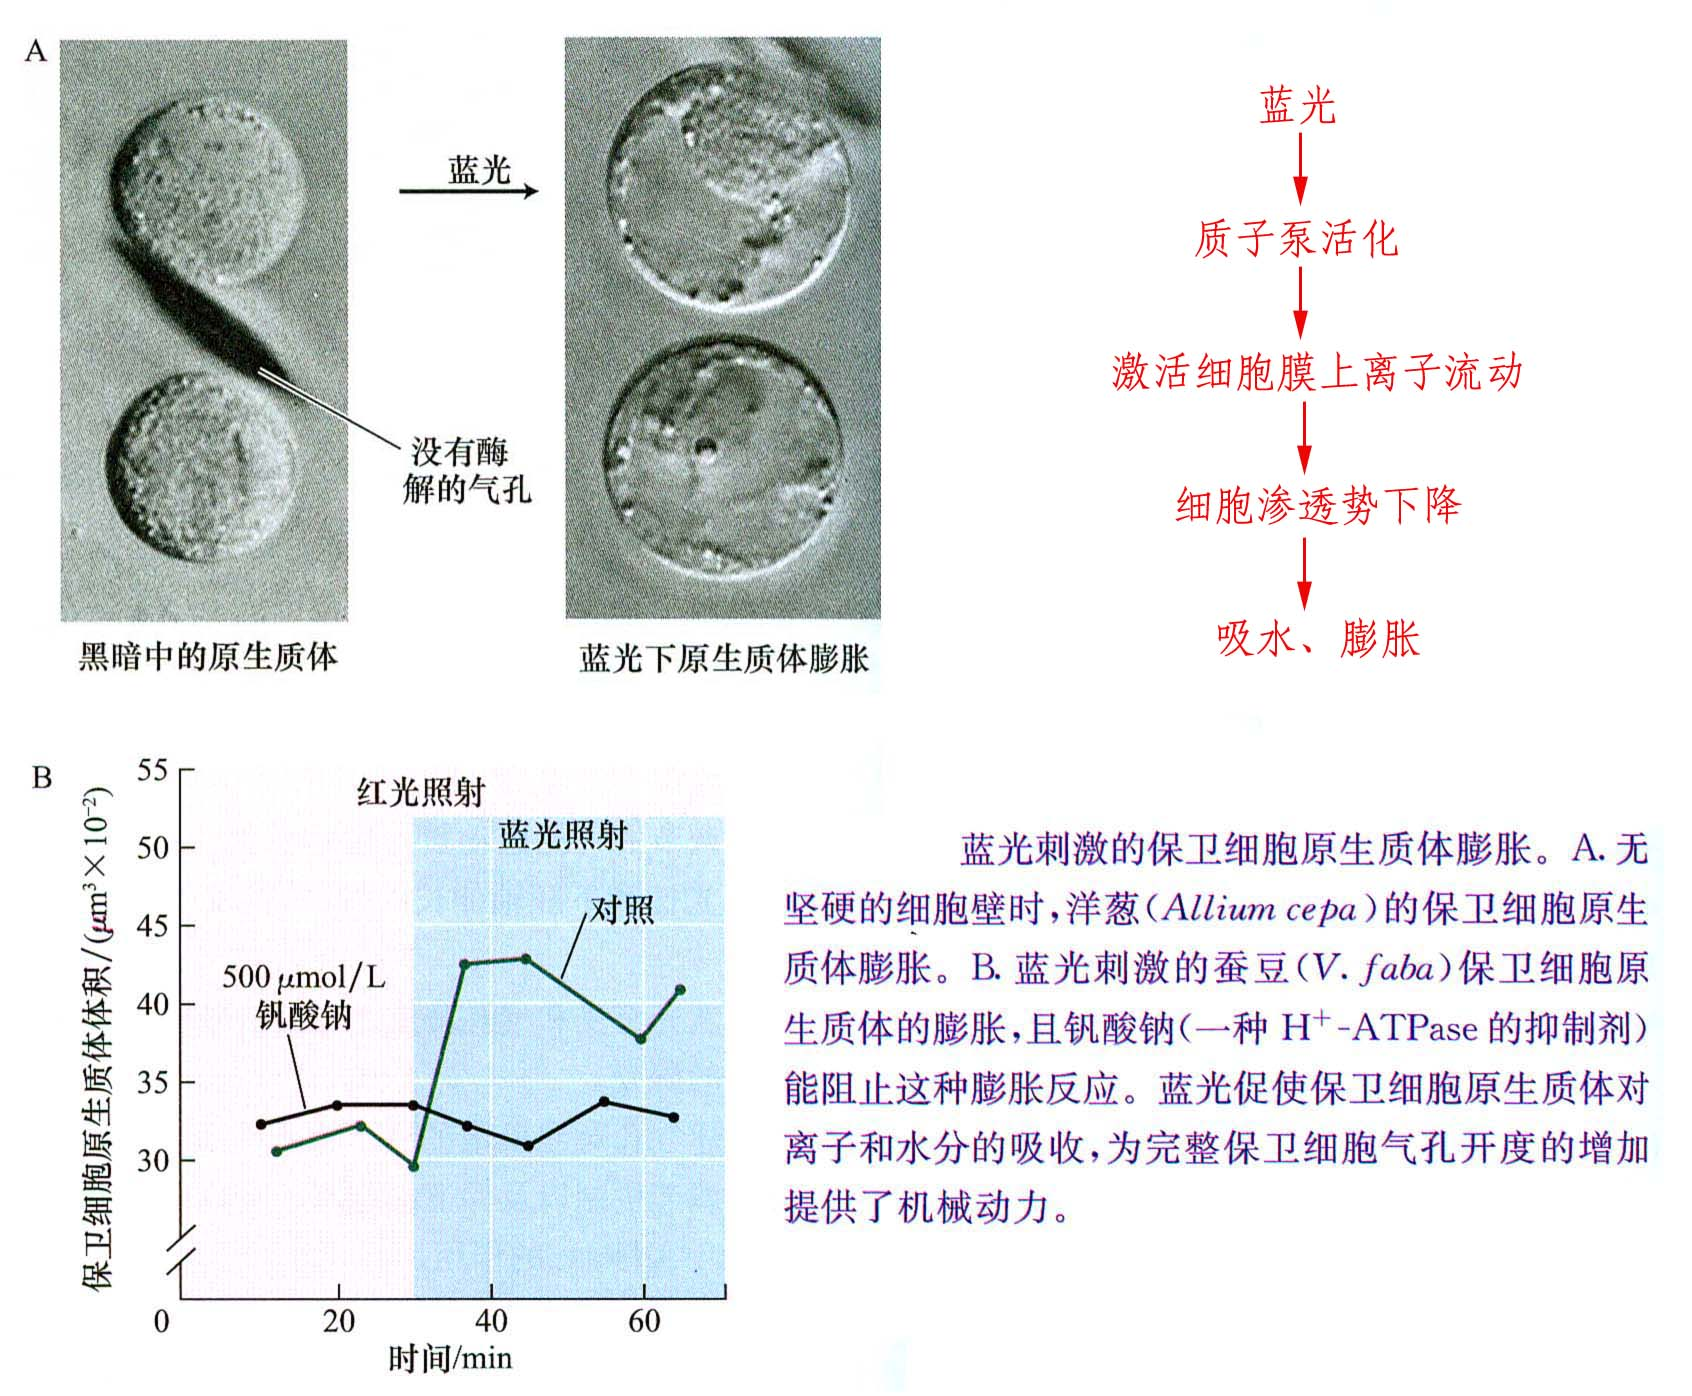 A
蓝光
没有酶
解的气孔
黑暗中的原生质体
蓝光下原生质体膨胀
蓝光
质子泵活化
激活细胞膜上离子流动
细胞渗透势下降
吸水、膨胀
B
保卫细胞原生质体体积/(μm³×10⁻²)
55
50
45
40
35
30
红光照射
蓝光照射
对照
500 μmol/L
钒酸钠
0
20
40
60
时间/min
蓝光刺激的保卫细胞原生质体膨胀。A. 无
坚硬的细胞壁时,洋葱(Allium cepa)的保卫细胞原生
质体膨胀。B. 蓝光刺激的蚕豆(V. faba)保卫细胞原
生质体的膨胀,且钒酸钠(一种 H⁺-ATPase 的抑制剂)
能阻止这种膨胀反应。蓝光促使保卫细胞原生质体对
离子和水分的吸收,为完整保卫细胞气孔开度的增加
提供了机械动力。